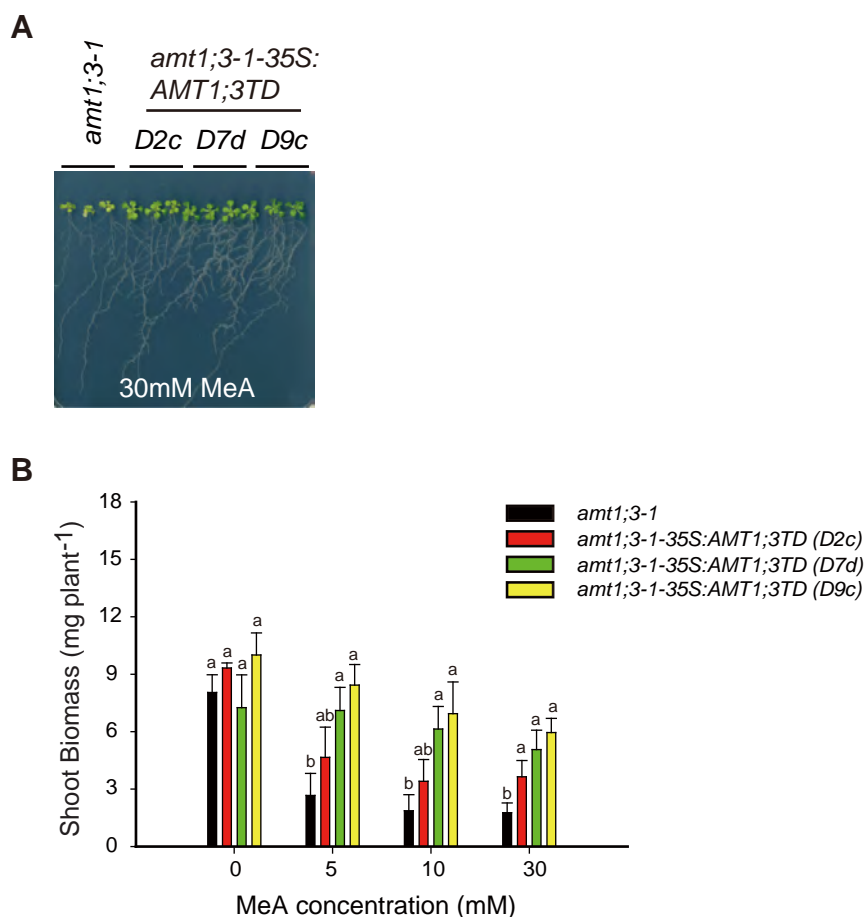 A
amt1;3-1
amt1;3-1-35S:
AMT1;3TD
D2c D7d D9c
30mM MeA
B
Shoot Biomass (mg plant-1)
18
15
12
9
6
3
0
amt1;3-1
amt1;3-1-35S:AMT1;3TD (D2c)
amt1;3-1-35S:AMT1;3TD (D7d)
amt1;3-1-35S:AMT1;3TD (D9c)
a a a a
b ab a a
b ab a a
b a a a
0 5 10 30
MeA concentration (mM)